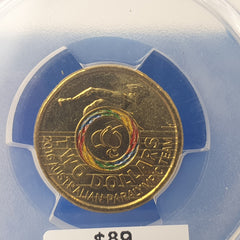 TWO DOLLARS
2016 AUSTRALIAN PARALYMPIC TEAM
$89